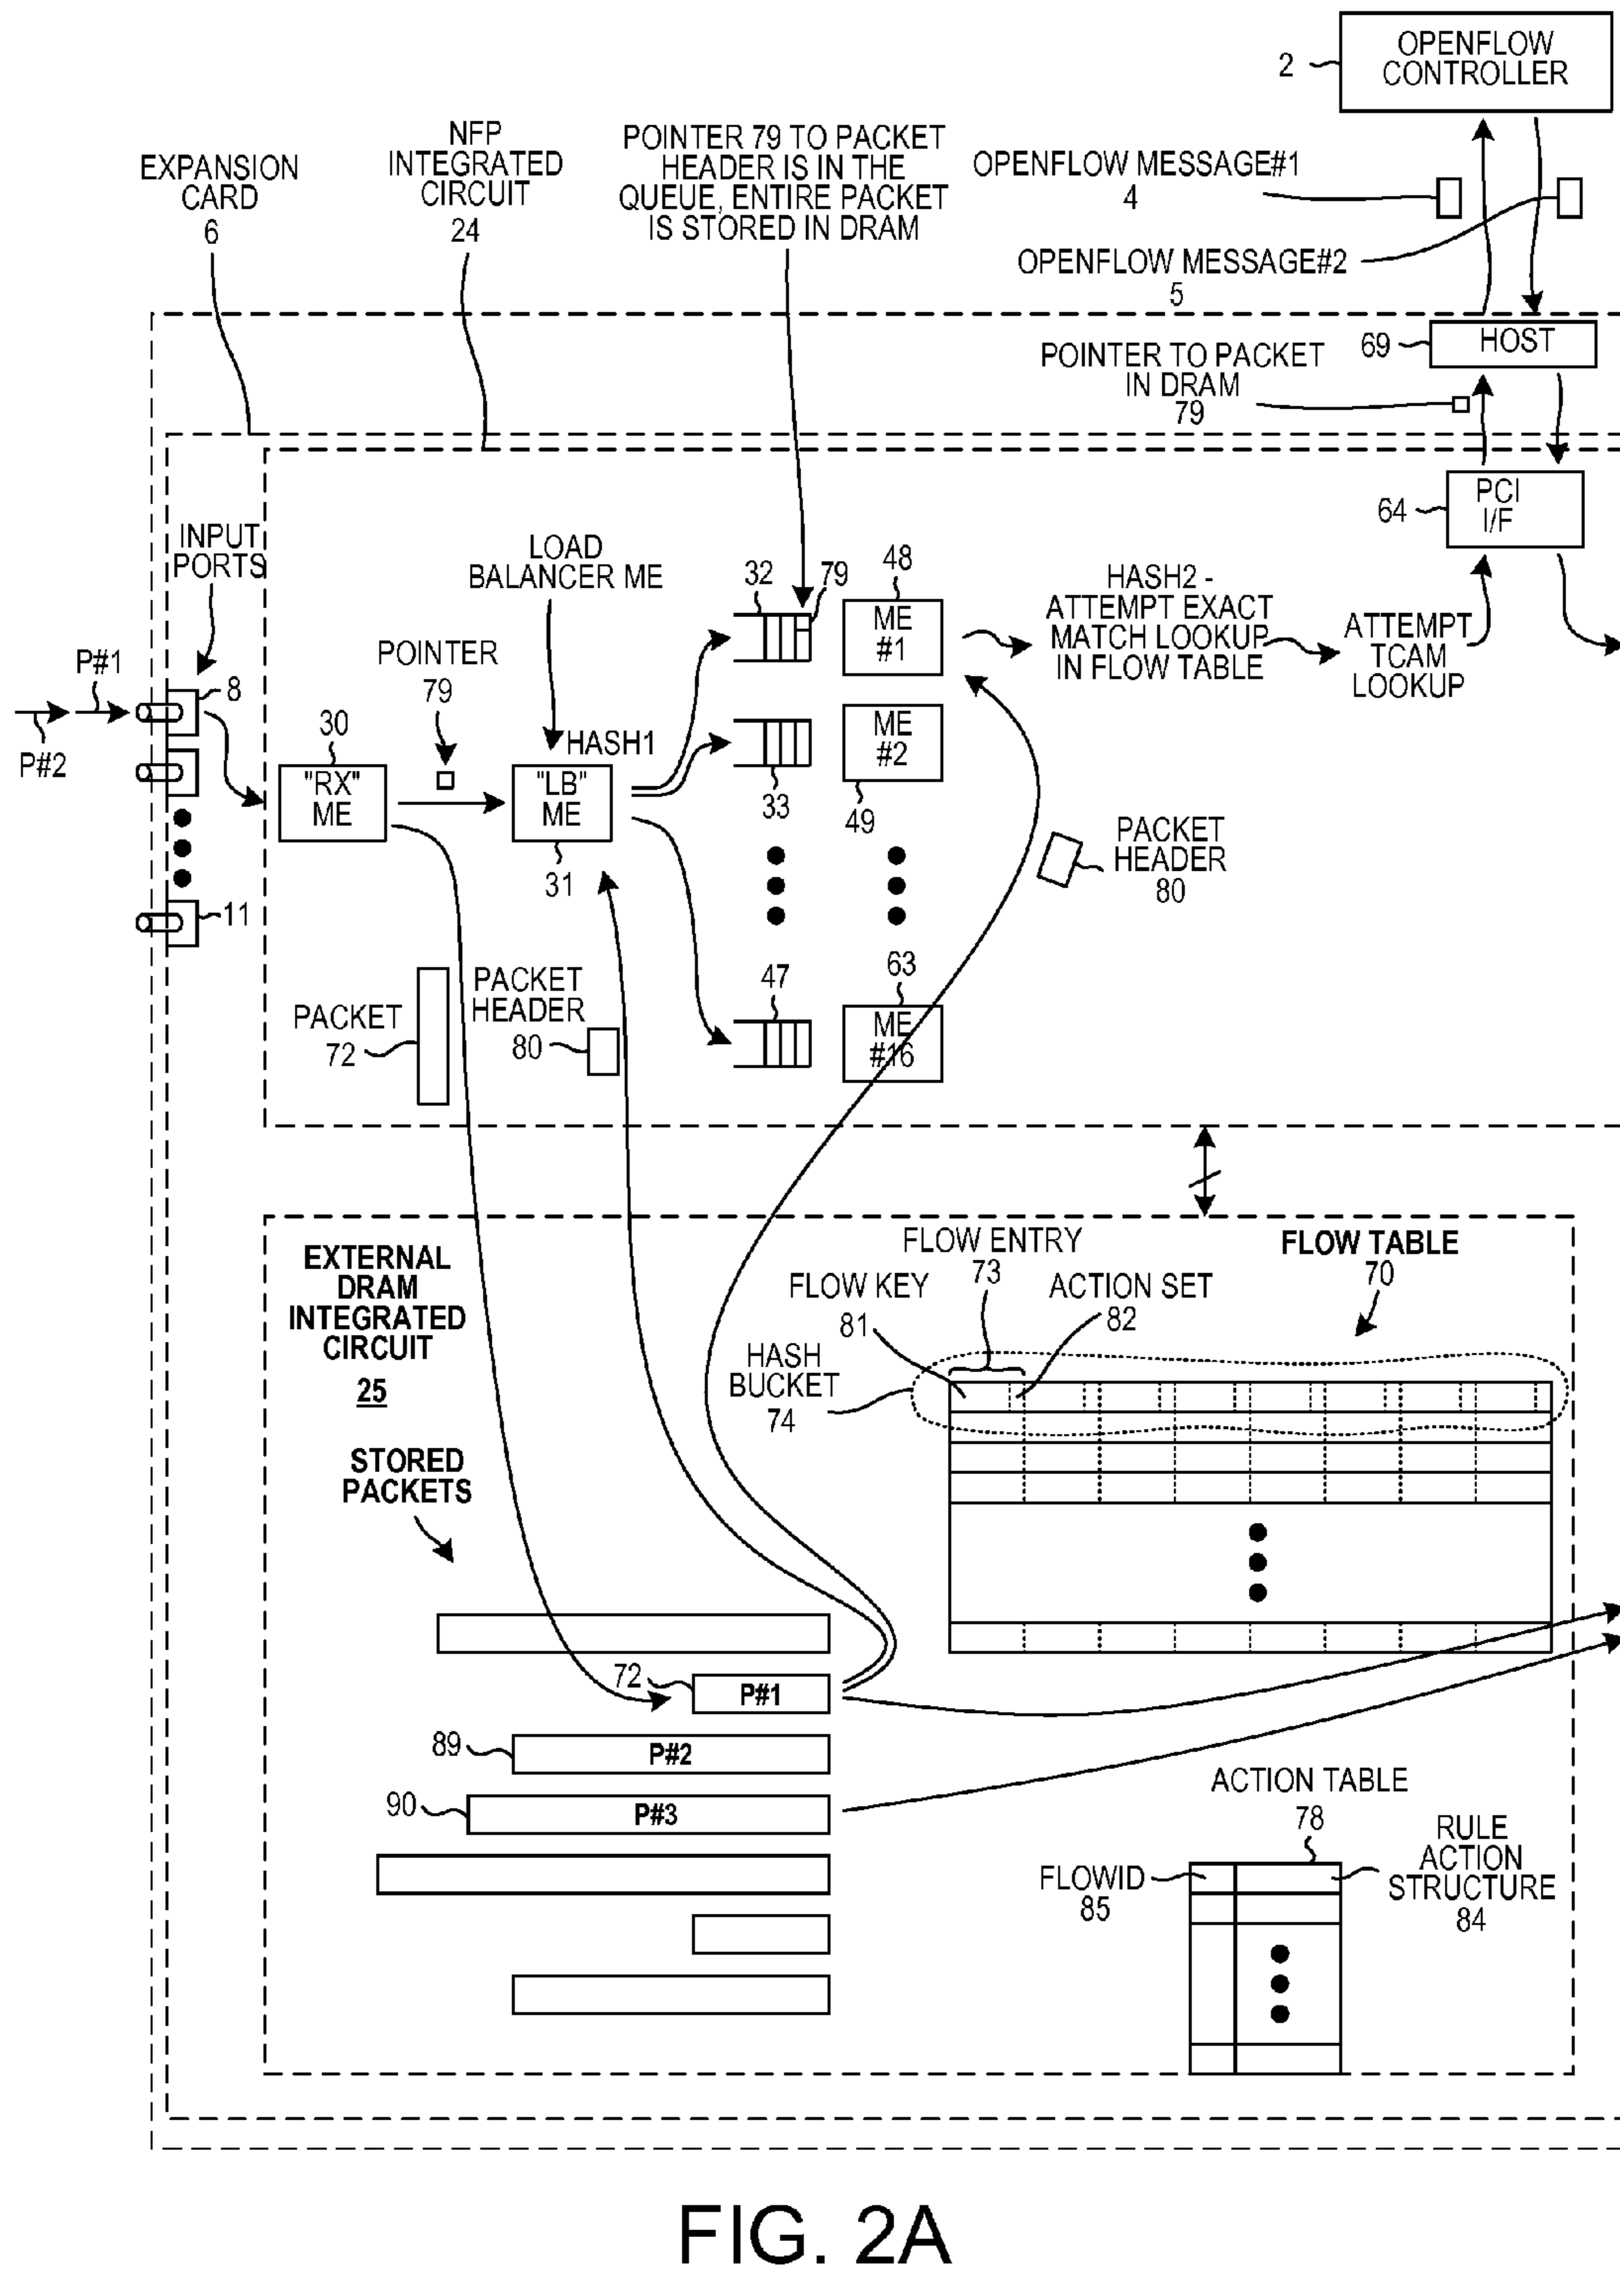 OPENFLOW
CONTROLLER
2
NFP
INTEGRATED
CIRCUIT
24
EXPANSION
CARD
6
POINTER 79 TO PACKET
HEADER IS IN THE
QUEUE, ENTIRE PACKET
IS STORED IN DRAM
OPENFLOW MESSAGE#1
4
OPENFLOW MESSAGE#2
5
HOST
69
POINTER TO PACKET
IN DRAM
79
PCI
I/F
64
INPUT
PORTS
LOAD
BALANCER ME
32
79
48
ME
#1
HASH2 -
ATTEMPT EXACT
MATCH LOOKUP
IN FLOW TABLE
ATTEMPT
TCAM
LOOKUP
P#1
P#2
8
POINTER
79
30
"RX"
ME
HASH1
"LB"
ME
31
33
ME
#2
49
PACKET
HEADER
80
11
PACKET
72
PACKET
HEADER
80
47
63
ME
#16
EXTERNAL
DRAM
INTEGRATED
CIRCUIT
25
FLOW ENTRY
73
FLOW TABLE
70
FLOW KEY
81
ACTION SET
82
HASH
BUCKET
74
STORED
PACKETS
72
P#1
89
P#2
90
P#3
ACTION TABLE
78
FLOWID
85
RULE
ACTION
STRUCTURE
84
FIG. 2A